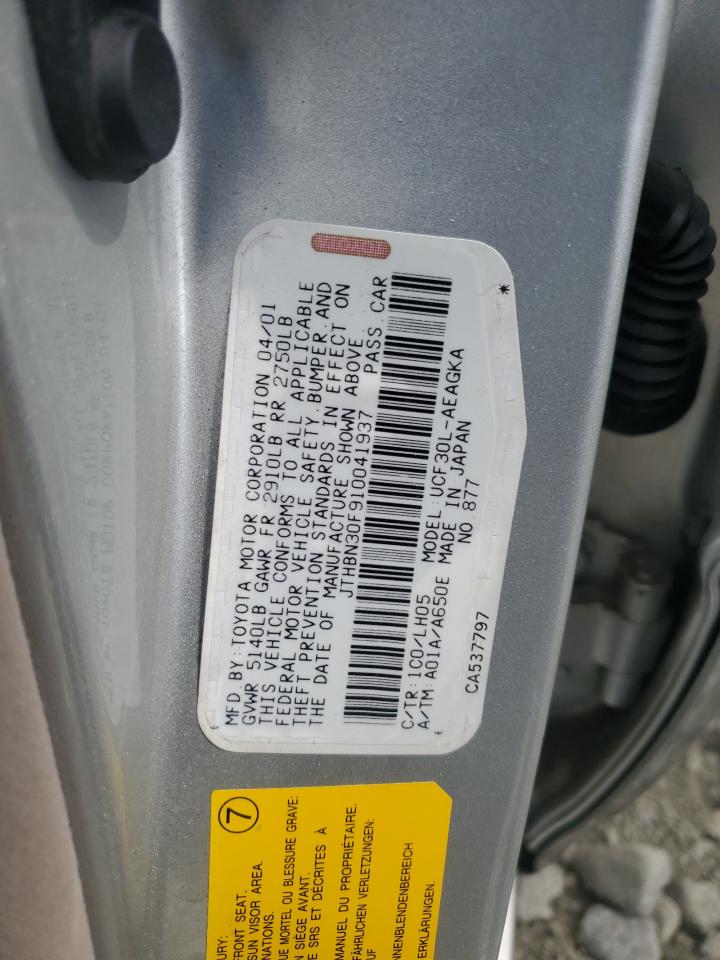 MFD. BY: TOYOTA MOTOR CORPORATION 04/01
GVWR 5140LB GAWR FR 2910LB RR 2750LB
THIS VEHICLE CONFORMS TO ALL APPLICABLE
FEDERAL MOTOR VEHICLE SAFETY, BUMPER, AND
THEFT PREVENTION STANDARDS IN EFFECT ON
THE DATE OF MANUFACTURE SHOWN ABOVE
JTHBN30F910041937 PASS. CAR
*
C/TR: 1C0/LH05 MODEL: UCF30L-AEAGKA
A/TM: A01A/A650E MADE IN JAPAN
NO 877
CA537797
7
URY:
FRONT SEAT.
SUN VISOR AREA.
NATIONS.
UE MORTEL OU BLESSURE GRAVE:
N SIÈGE AVANT.
E SRS ET DÉCRITES À
MANUEL DU PROPRIÉTAIRE.
FÄHRLICHEN VERLETZUNGEN:
UF
NNENBLENDENBEREICH
ERKLÄRUNGEN.